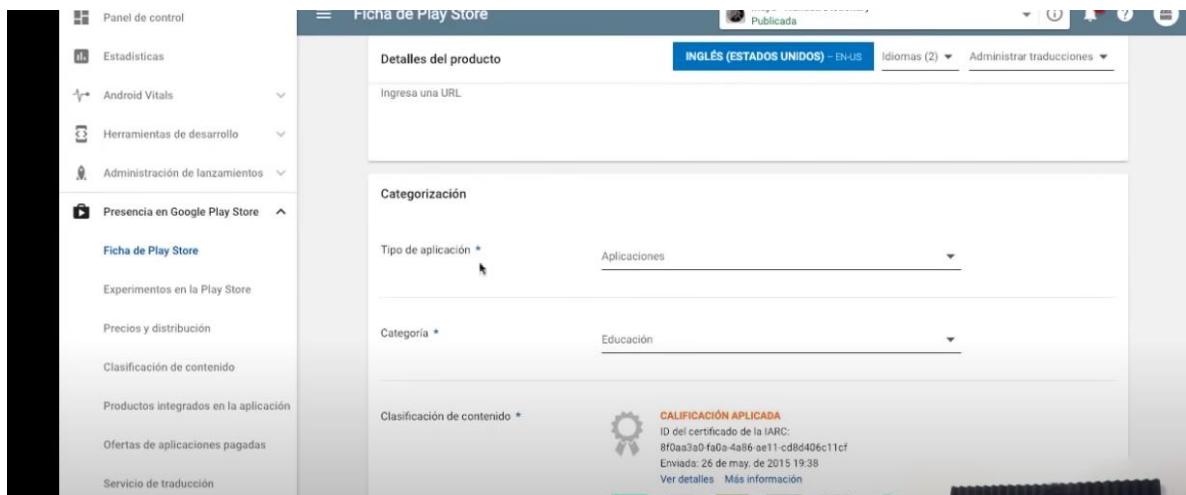 Panel de control
Estadísticas
Android Vitals
Herramientas de desarrollo
Administración de lanzamientos
Presencia en Google Play Store
Ficha de Play Store
Experimentos en la Play Store
Precios y distribución
Clasificación de contenido
Productos integrados en la aplicación
Ofertas de aplicaciones pagadas
Servicio de traducción
Ficha de Play Store
Publicada
Detalles del producto
INGLÉS (ESTADOS UNIDOS) – EN-US
Idiomas (2)
Administrar traducciones
Ingresa una URL
Categorización
Tipo de aplicación *
Aplicaciones
Categoría *
Educación
Clasificación de contenido *
CALIFICACIÓN APLICADA
ID del certificado de la IARC:
8f0aa3a0-fa0a-4a86-ae11-cd8d406c11cf
Enviada: 26 de may. de 2015 19:38
Ver detalles Más información